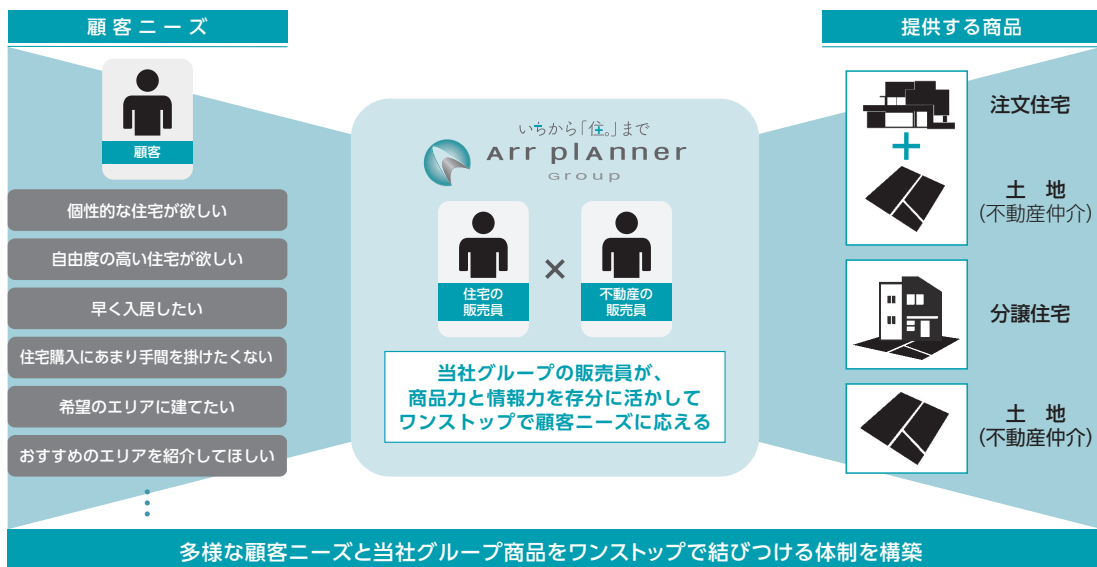 顧客ニーズ
顧客
個性的な住宅が欲しい
自由度の高い住宅が欲しい
早く入居したい
住宅購入にあまり手間を掛けたくない
希望のエリアに建てたい
おすすめのエリアを紹介してほしい
いちから「住。」まで
Arr plAnner
Group
住宅の
販売員
×
不動産の
販売員
当社グループの販売員が、
商品力と情報力を存分に活かして
ワンストップで顧客ニーズに応える
提供する商品
注文住宅
+
土 地
(不動産仲介)
分譲住宅
土 地
(不動産仲介)
多様な顧客ニーズと当社グループ商品をワンストップで結びつける体制を構築